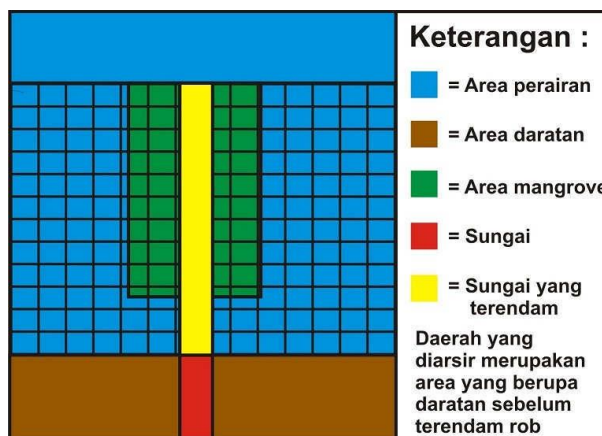 Keterangan :
= Area perairan
= Area daratan
= Area mangrove
= Sungai
= Sungai yang
terendam
Daerah yang
diarsir merupakan
area yang berupa
daratan sebelum
terendam rob